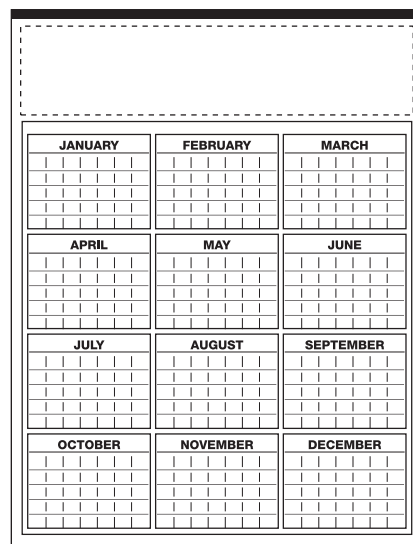 JANUARY FEBRUARY MARCH
APRIL MAY JUNE
JULY AUGUST SEPTEMBER
OCTOBER NOVEMBER DECEMBER